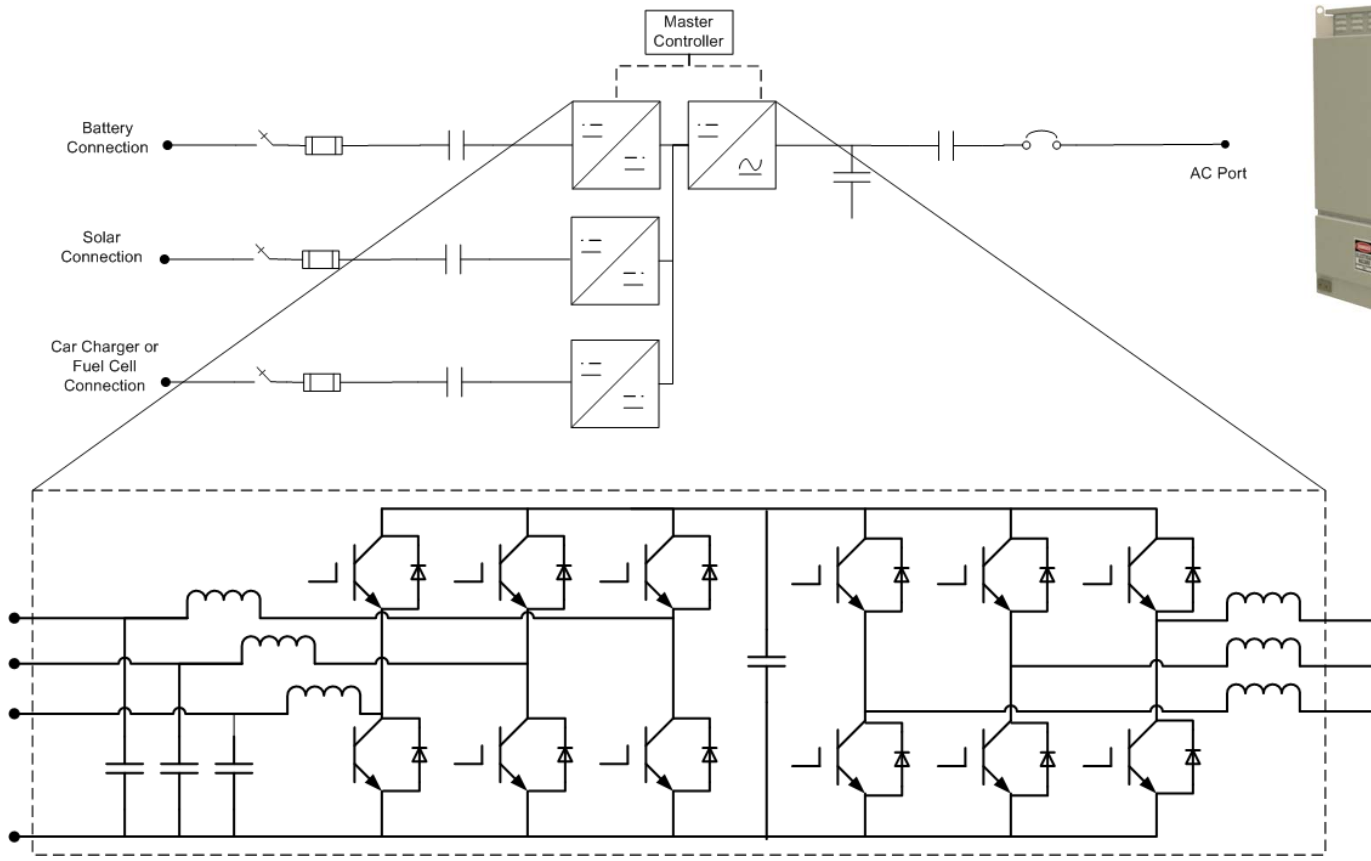 Master
Controller
Battery
Connection
AC Port
Solar
Connection
Car Charger or
Fuel Cell
Connection